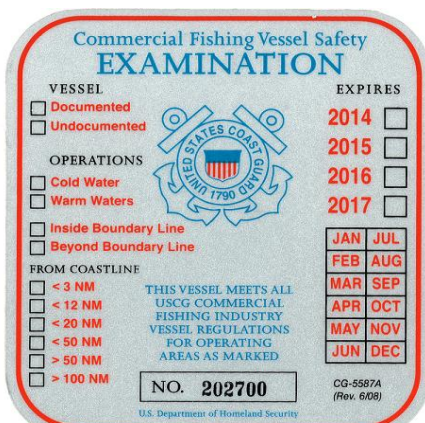 Commercial Fishing Vessel Safety
EXAMINATION
VESSEL
Documented
Undocumented
OPERATIONS
Cold Water
Warm Waters
Inside Boundary Line
Beyond Boundary Line
FROM COASTLINE
< 3 NM
< 12 NM
< 20 NM
< 50 NM
> 50 NM
> 100 NM
UNITED STATES COAST GUARD
1790
THIS VESSEL MEETS ALL
USCG COMMERCIAL
FISHING INDUSTRY
VESSEL REGULATIONS
FOR OPERATING
AREAS AS MARKED
NO. 202700
EXPIRES
2014
2015
2016
2017
JAN JUL
FEB AUG
MAR SEP
APR OCT
MAY NOV
JUN DEC
CG-5587A
(Rev. 6/08)
U.S. Department of Homeland Security